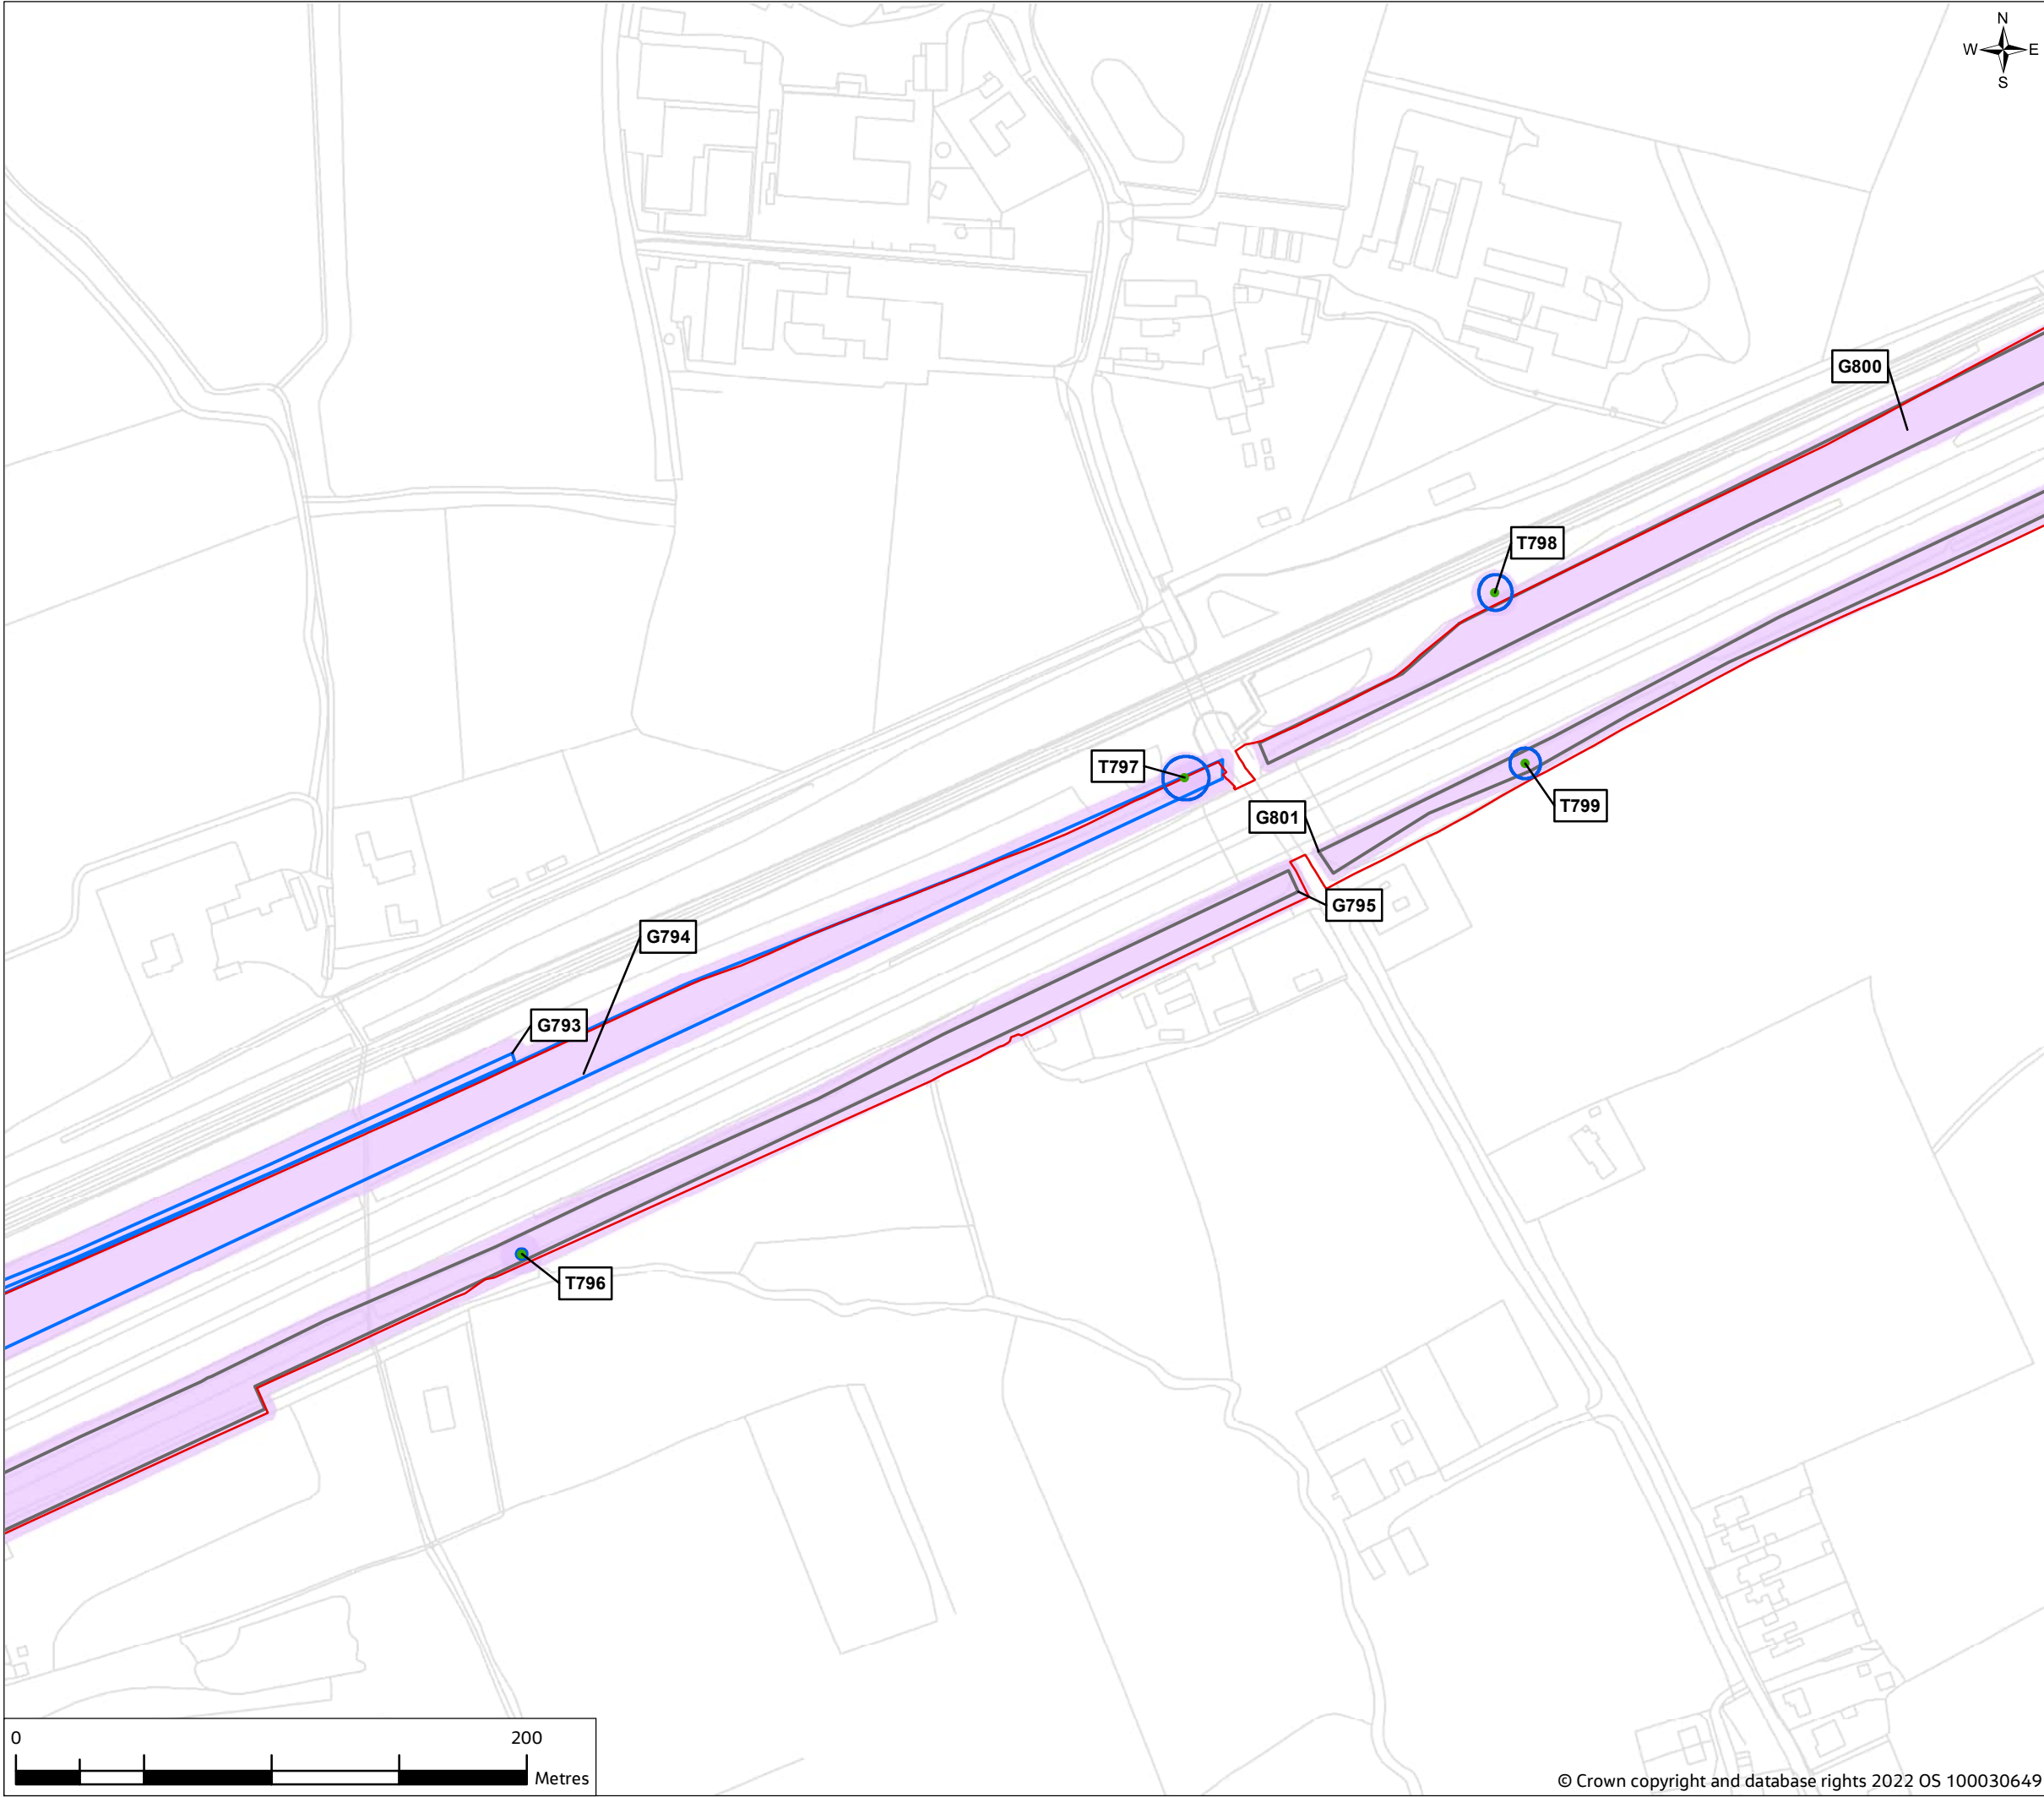 N
W E
S
G800
T798
T797
T799
G801
G795
G794
G793
T796
0 200
Metres
© Crown copyright and database rights 2022 OS 100030649